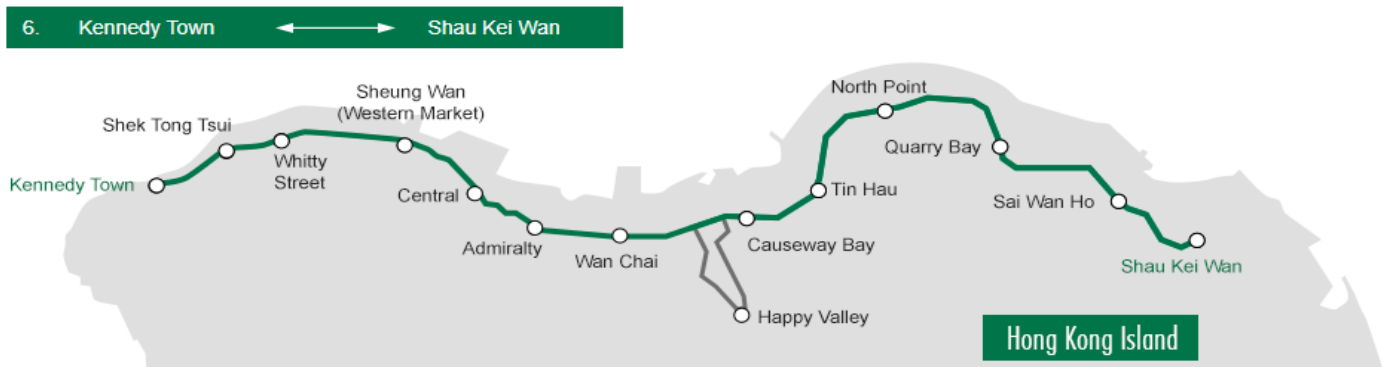 6. Kennedy Town Shau Kei Wan
Sheung Wan
(Western Market)
Shek Tong Tsui
Whitty
Street
Kennedy Town
Central
Admiralty
Wan Chai
Causeway Bay
Happy Valley
Tin Hau
North Point
Quarry Bay
Sai Wan Ho
Shau Kei Wan
Hong Kong Island